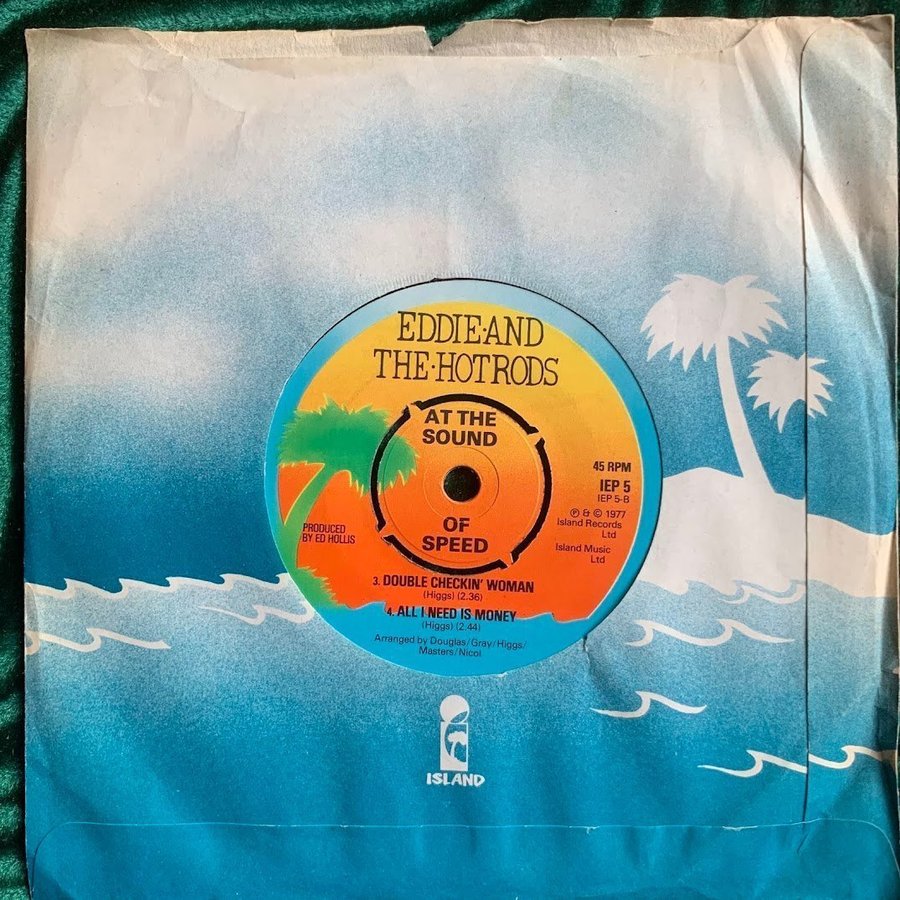 EDDIE·AND
THE·HOTRODS
AT THE
SOUND
45 RPM
IEP 5
IEP 5-B
℗ & © 1977
Island Records
Ltd
Island Music
Ltd
PRODUCED
BY ED HOLLIS
OF
SPEED
3. DOUBLE CHECKIN' WOMAN
(Higgs) (2.36)
4. ALL I NEED IS MONEY
(Higgs) (2.44)
Arranged by Douglas/Gray/Higgs/
Masters/Nicol
ISLAND